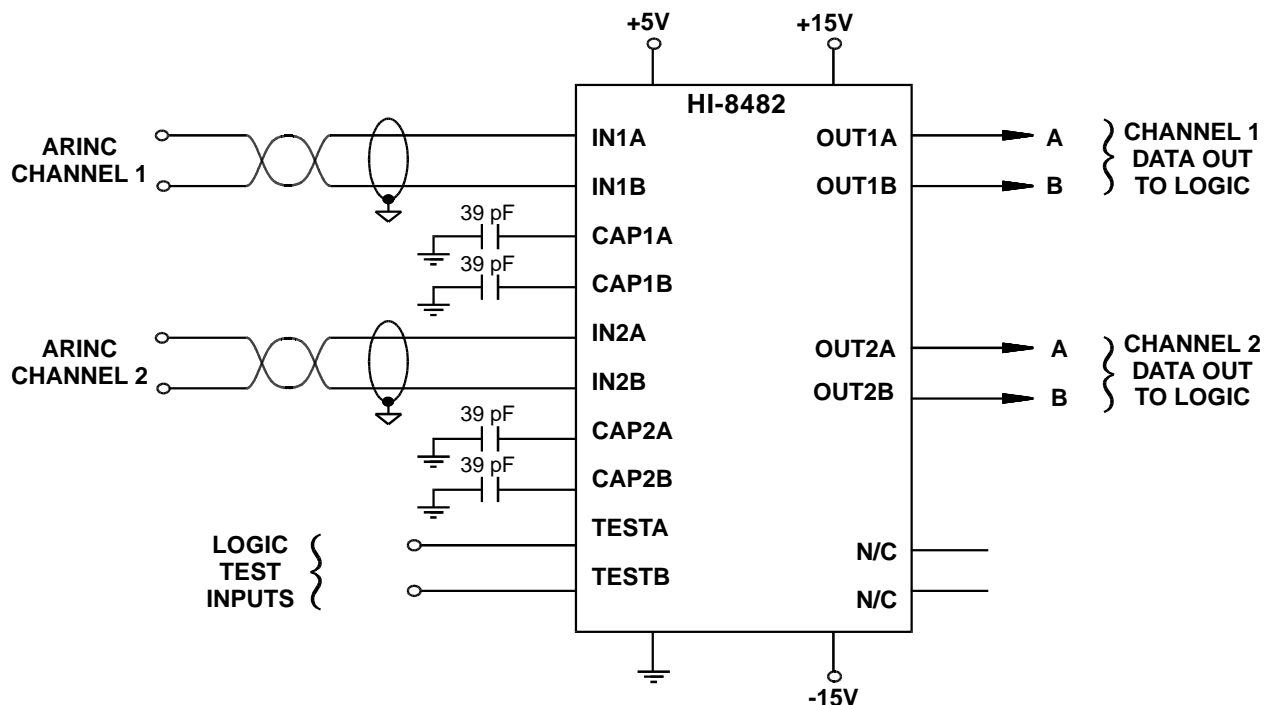 +5V
+15V
HI-8482
ARINC
CHANNEL 1
IN1A
IN1B
39 pF
CAP1A
39 pF
CAP1B
ARINC
CHANNEL 2
IN2A
IN2B
39 pF
CAP2A
39 pF
CAP2B
LOGIC
TEST
INPUTS
TESTA
TESTB
OUT1A
A
OUT1B
B
CHANNEL 1
DATA OUT
TO LOGIC
OUT2A
A
OUT2B
B
CHANNEL 2
DATA OUT
TO LOGIC
N/C
N/C
-15V